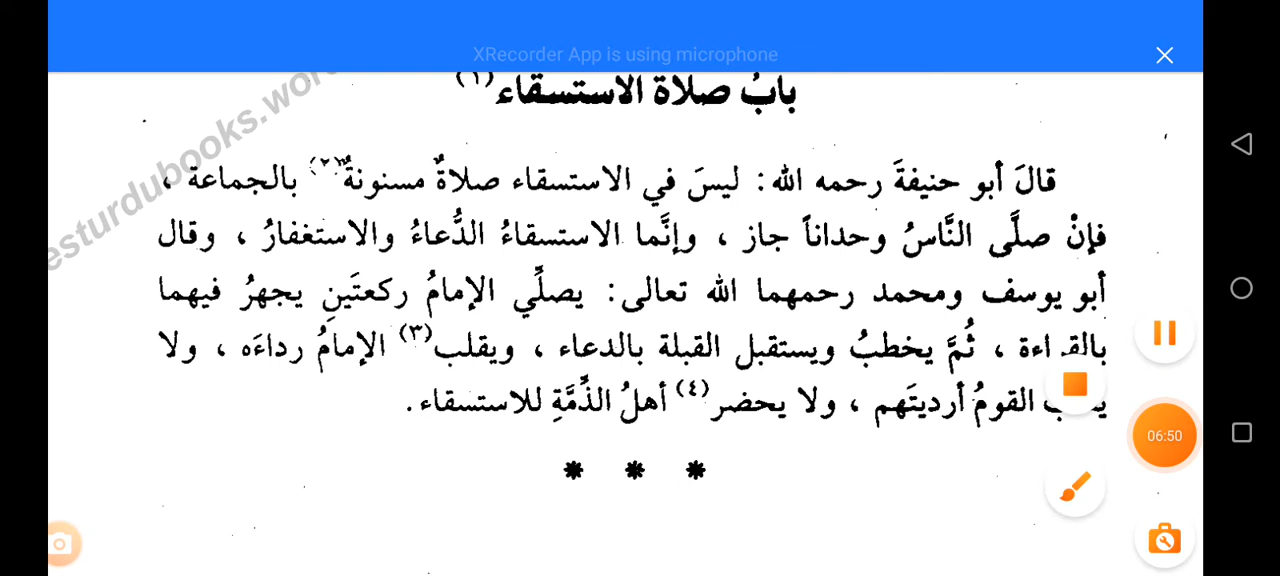 XRecorder App is using microphone
بابُ صلاة الاستسقاء (١)
قالَ أبو حنيفةَ رحمه الله: ليسَ في الاستسقاء صلاةٌ مسنونةٌ(٢) بالجماعة ،
فإنْ صلَّى النَّاسُ وحداناً جاز ، وإنَّما الاستسقاءُ الدُّعاءُ والاستغفارُ ، وقال
أبو يوسف ومحمد رحمهما الله تعالى: يصلِّي الإمامُ ركعتَينِ يجهرُ فيهما
بالقراءة ، ثُمَّ يخطبُ ويستقبل القبلة بالدعاء ، ويقلب(٣) الإمامُ رداءَه ، ولا
القومُ أرديتَهم ، ولا يحضر(٤) أهلُ الذِّمَّةِ للاستسقاء.
* * *
esturdubooks.wor
06:50